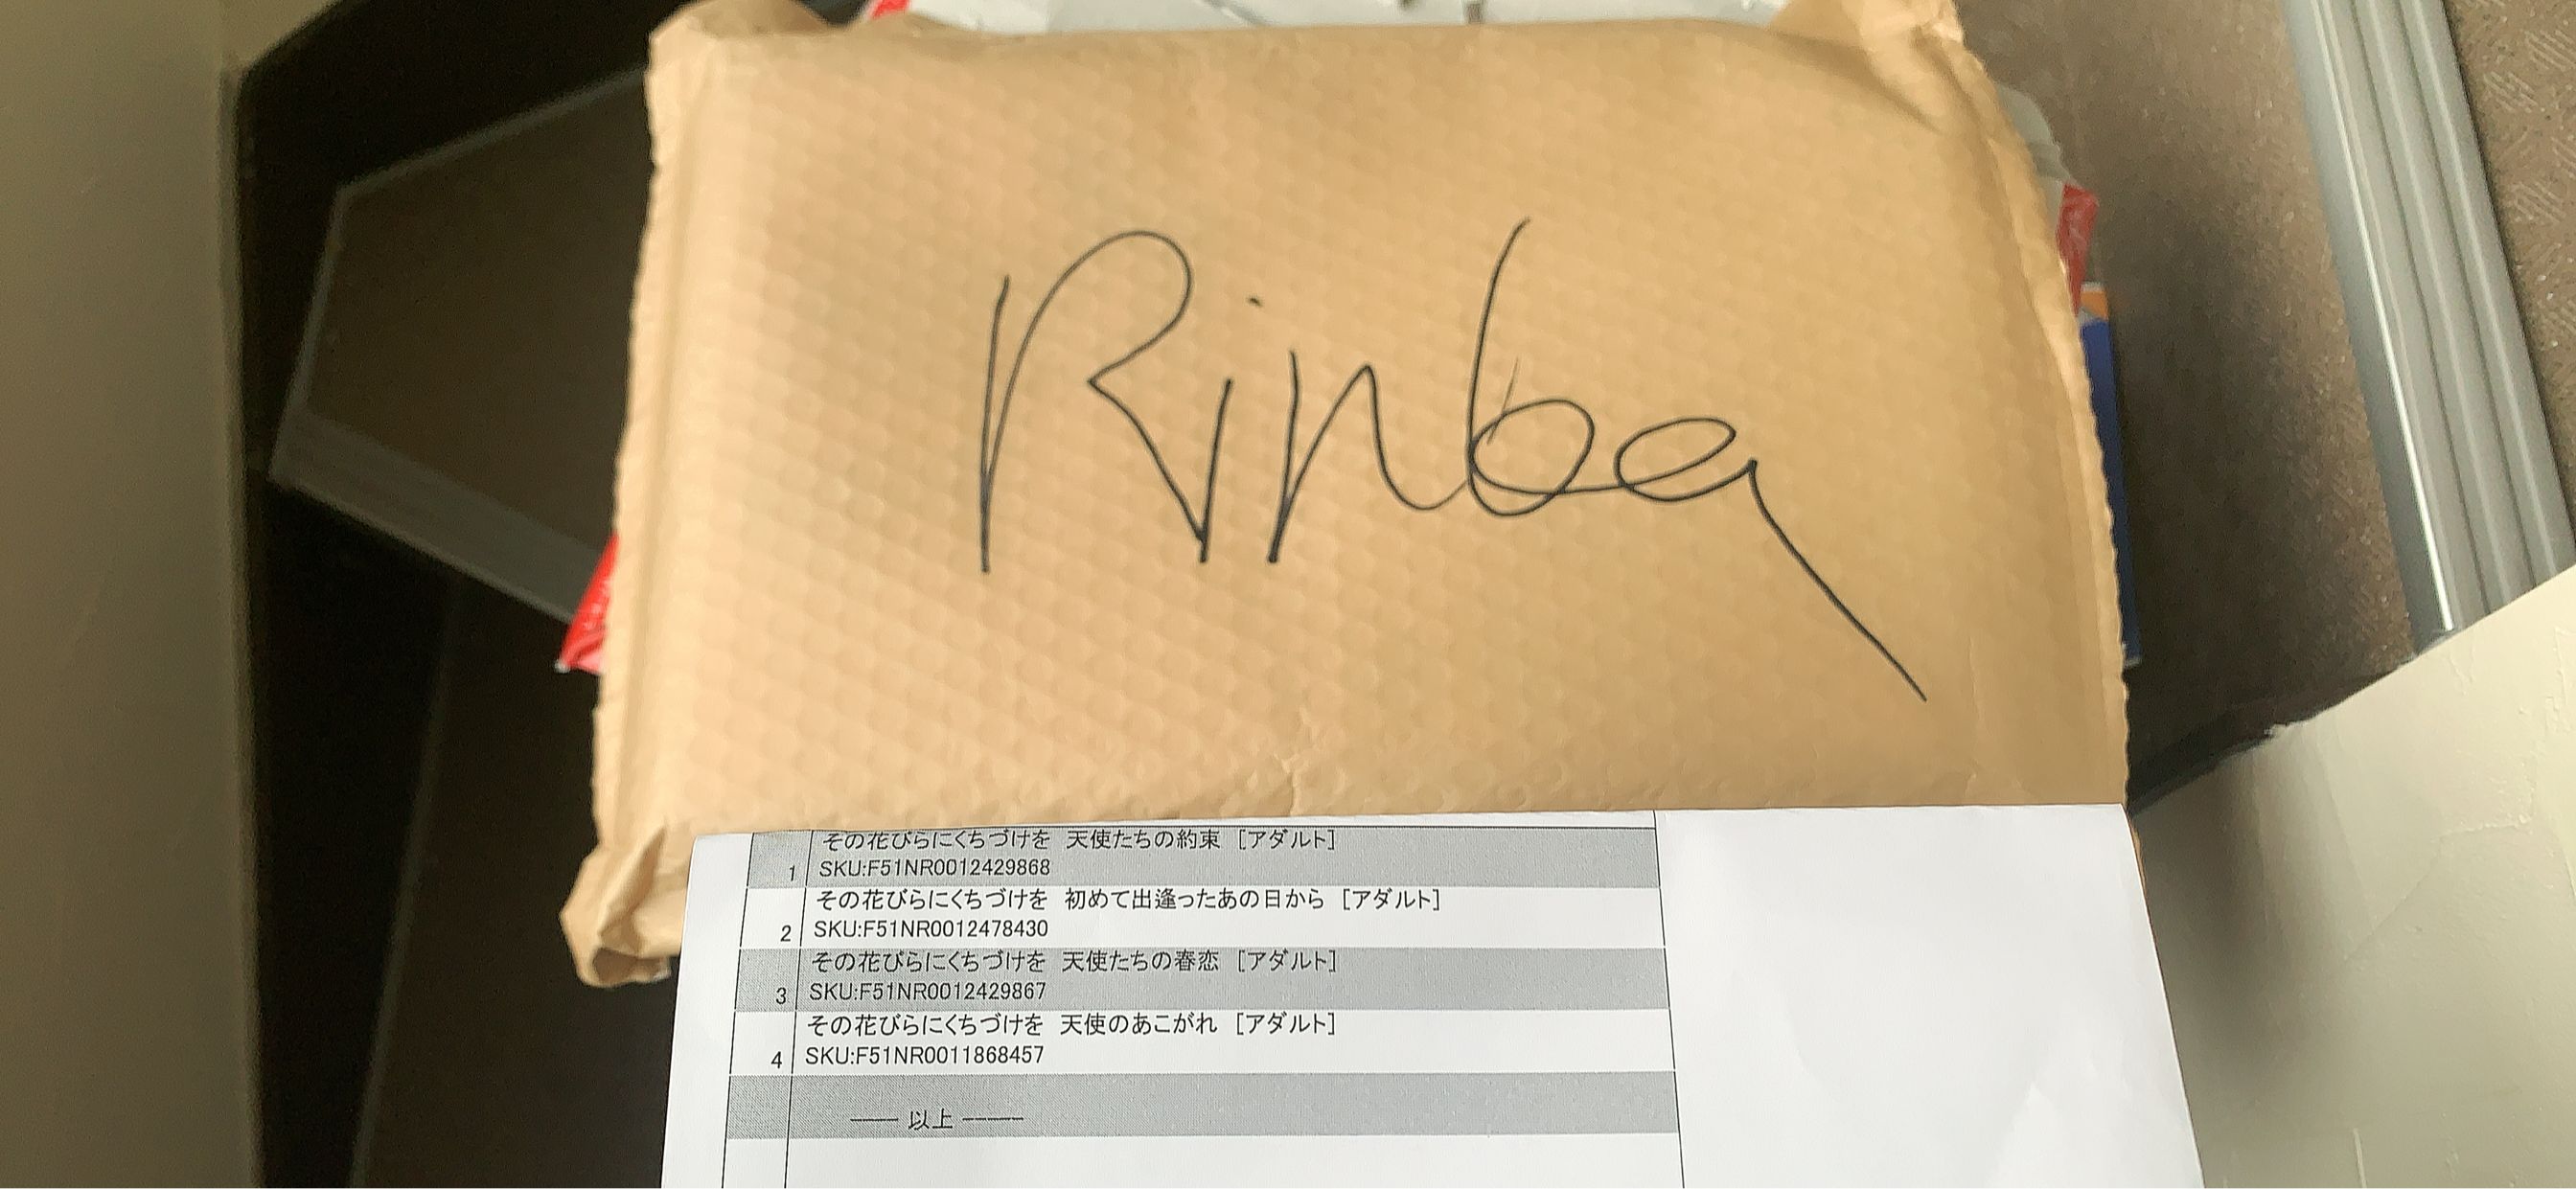 Rinba
その花びらにくちづけを 天使たちの約束 [アダルト]
1 SKU:F51NR0012429868
その花びらにくちづけを 初めて出逢ったあの日から [アダルト]
2 SKU:F51NR0012478430
その花びらにくちづけを 天使たちの春恋 [アダルト]
3 SKU:F51NR0012429867
その花びらにくちづけを 天使のあこがれ [アダルト]
4 SKU:F51NR0011868457
―― 以上 ―――